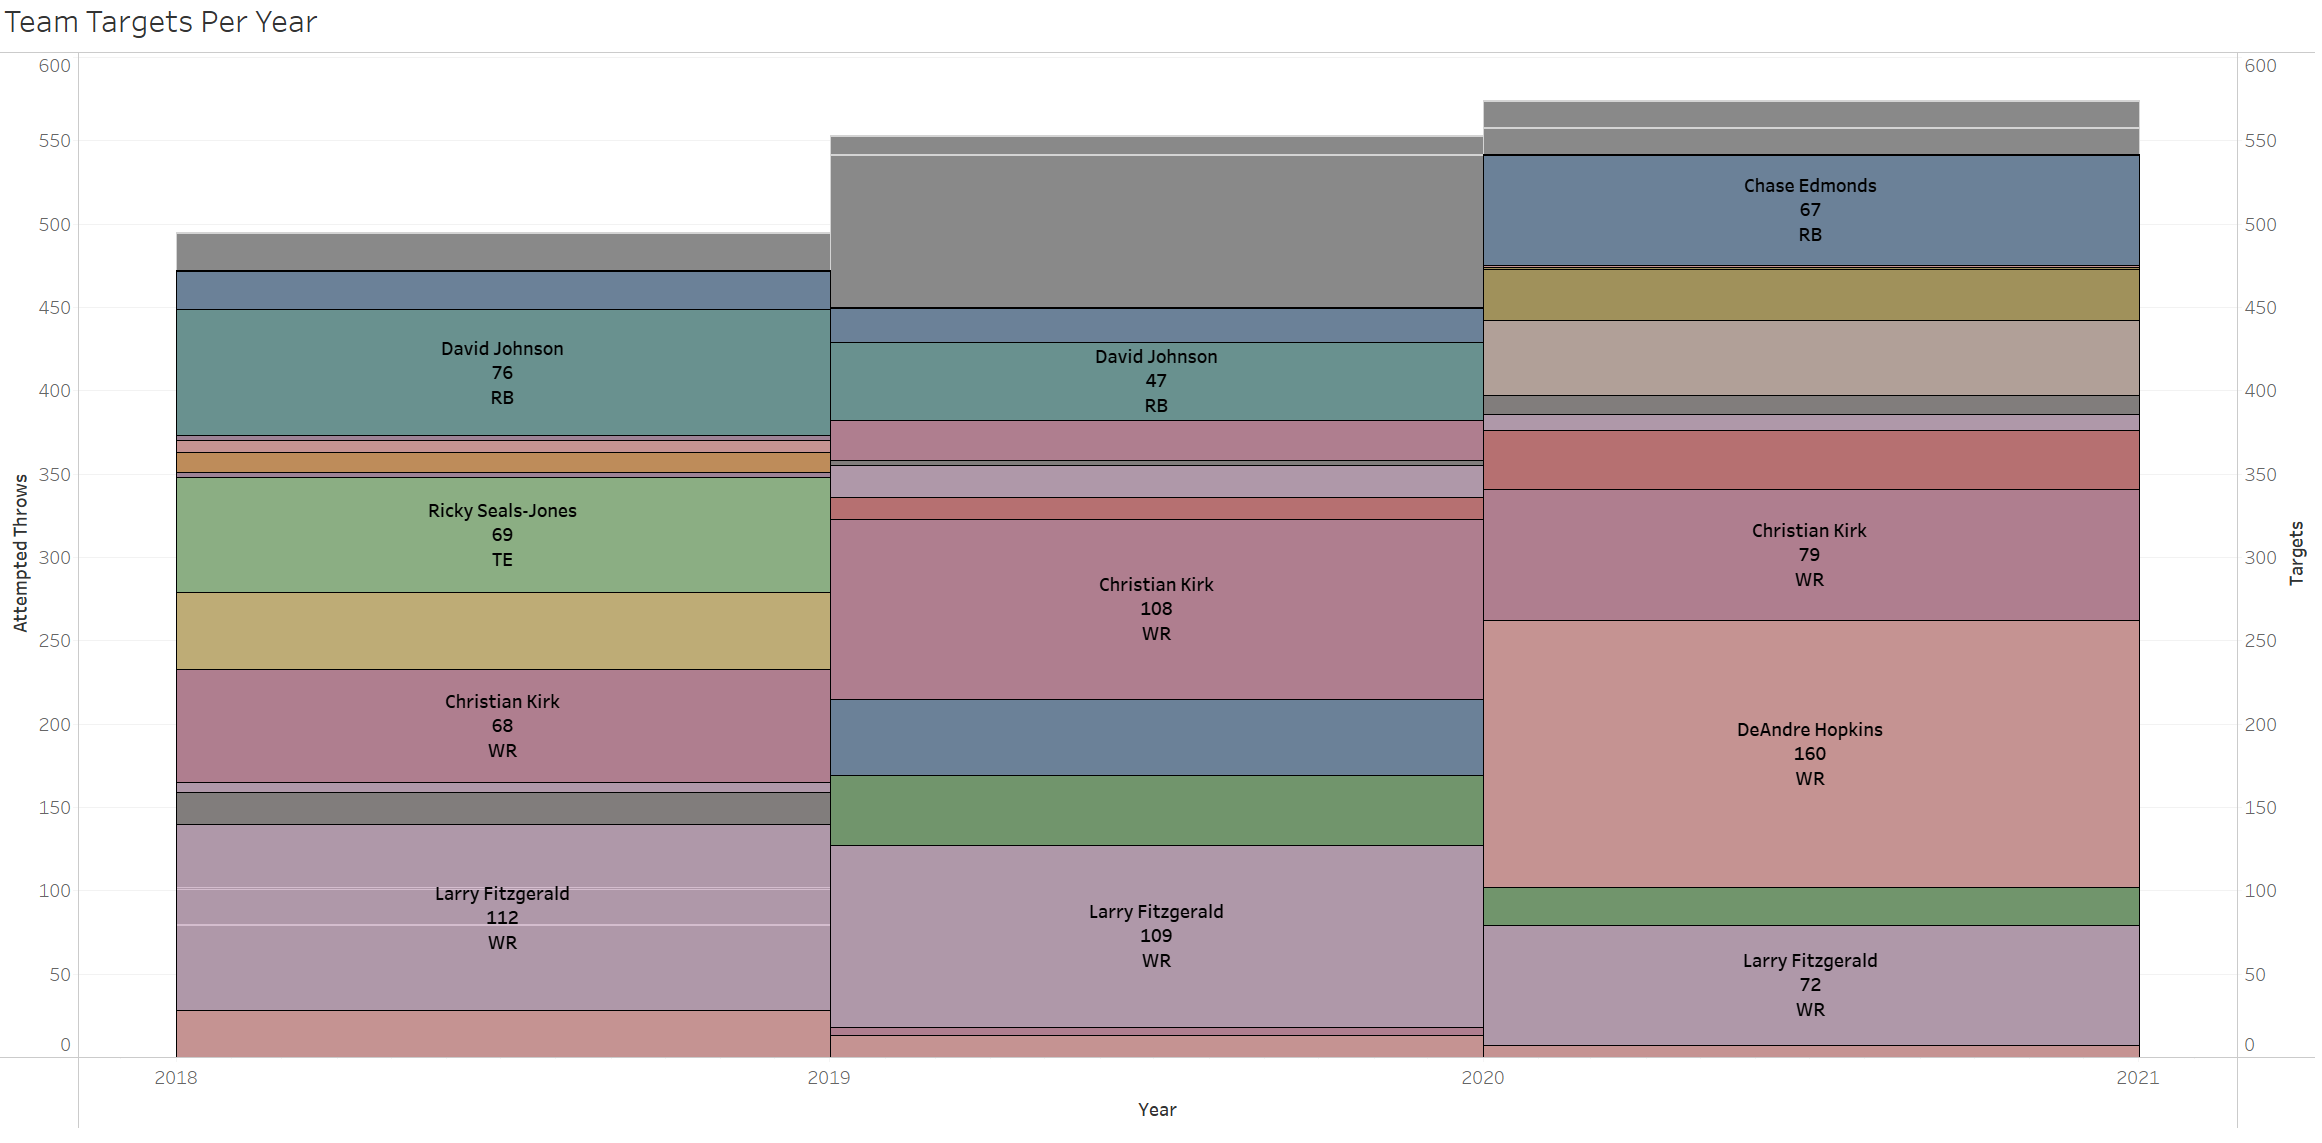 Team Targets Per Year
600
550
500
450
400
350
300
250
200
150
100
50
0
Attempted Throws
David Johnson
76
RB
Ricky Seals-Jones
69
TE
Christian Kirk
68
WR
Larry Fitzgerald
112
WR
David Johnson
47
RB
Christian Kirk
108
WR
Larry Fitzgerald
109
WR
Chase Edmonds
67
RB
Christian Kirk
79
WR
DeAndre Hopkins
160
WR
Larry Fitzgerald
72
WR
600
550
500
450
400
350
300
250
200
150
100
50
0
Targets
2018
2019
2020
2021
Year